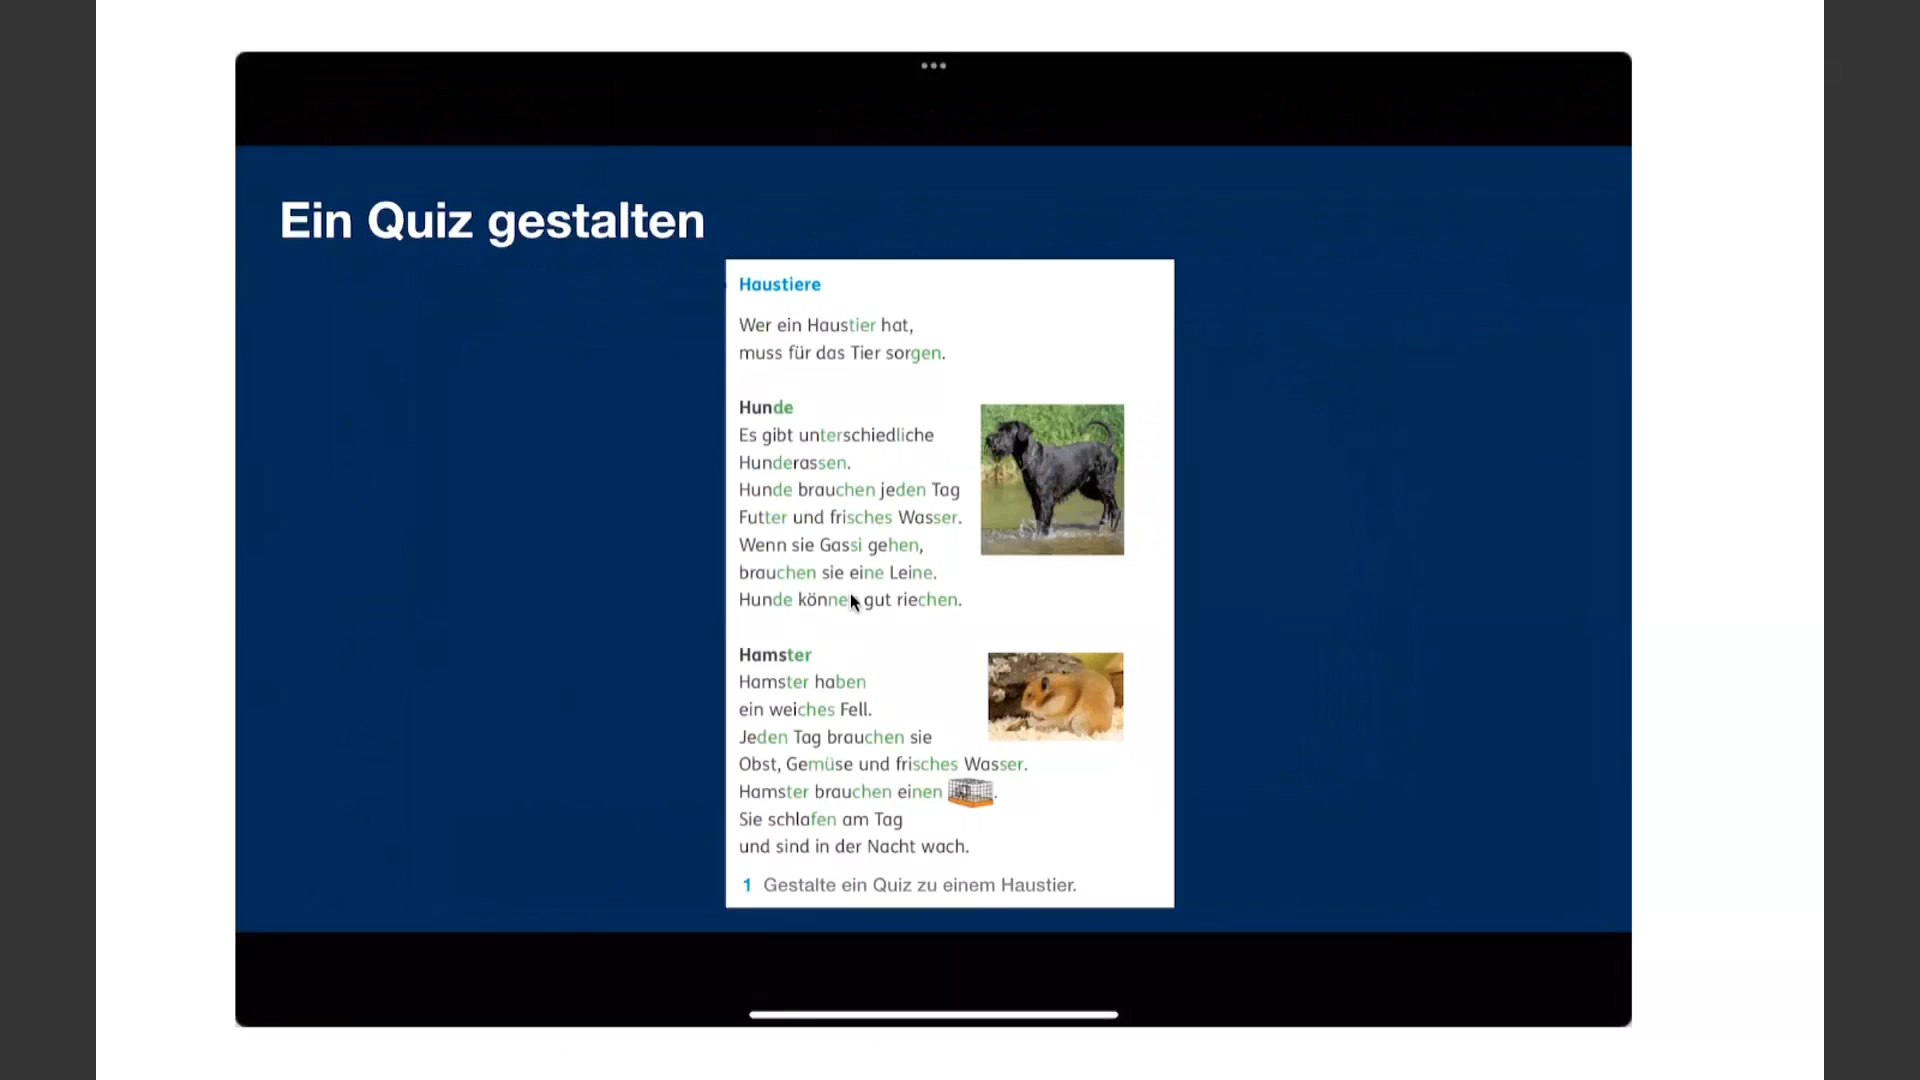 Ein Quiz gestalten
Haustiere
Wer ein Haustier hat,
muss für das Tier sorgen.
Hunde
Es gibt unterschiedliche
Hunderassen.
Hunde brauchen jeden Tag
Futter und frisches Wasser.
Wenn sie Gassi gehen,
brauchen sie eine Leine.
Hunde können gut riechen.
Hamster
Hamster haben
ein weiches Fell.
Jeden Tag brauchen sie
Obst, Gemüse und frisches Wasser.
Hamster brauchen einen .
Sie schlafen am Tag
und sind in der Nacht wach.
1 Gestalte ein Quiz zu einem Haustier.